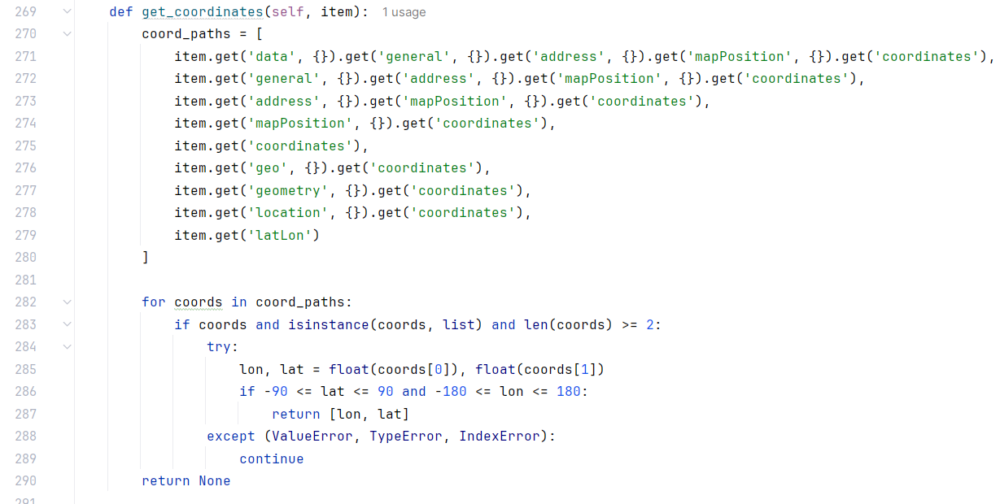 269 def get_coordinates(self, item): 1 usage
270 coord_paths = [
271 item.get('data', {}).get('general', {}).get('address', {}).get('mapPosition', {}).get('coordinates'),
272 item.get('general', {}).get('address', {}).get('mapPosition', {}).get('coordinates'),
273 item.get('address', {}).get('mapPosition', {}).get('coordinates'),
274 item.get('mapPosition', {}).get('coordinates'),
275 item.get('coordinates'),
276 item.get('geo', {}).get('coordinates'),
277 item.get('geometry', {}).get('coordinates'),
278 item.get('location', {}).get('coordinates'),
279 item.get('latLon')
280 ]
281
282 for coords in coord_paths:
283 if coords and isinstance(coords, list) and len(coords) >= 2:
284 try:
285 lon, lat = float(coords[0]), float(coords[1])
286 if -90 <= lat <= 90 and -180 <= lon <= 180:
287 return [lon, lat]
288 except (ValueError, TypeError, IndexError):
289 continue
290 return None
291